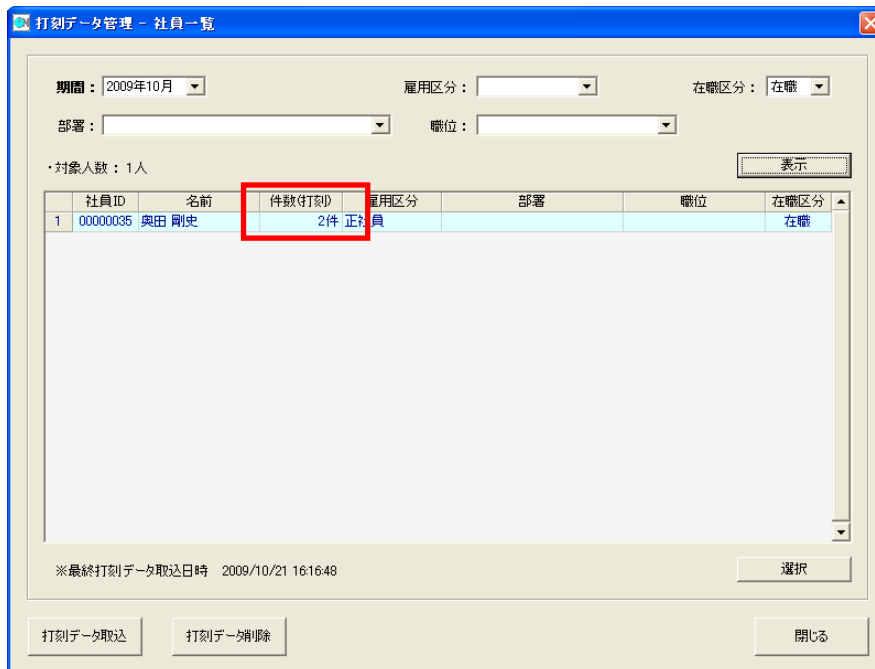 打刻データ管理 - 社員一覧
期間： 2009年10月 雇用区分： 在職区分： 在職
部署： 職位：
・対象人数： 1人 表示
社員ID 名前 件数(打刻) 雇用区分 部署 職位 在職区分
1 00000035 奥田 剛史 2件 正社員 在職
※最終打刻データ取込日時 2009/10/21 16:16:48 選択
打刻データ取込 打刻データ削除 閉じる